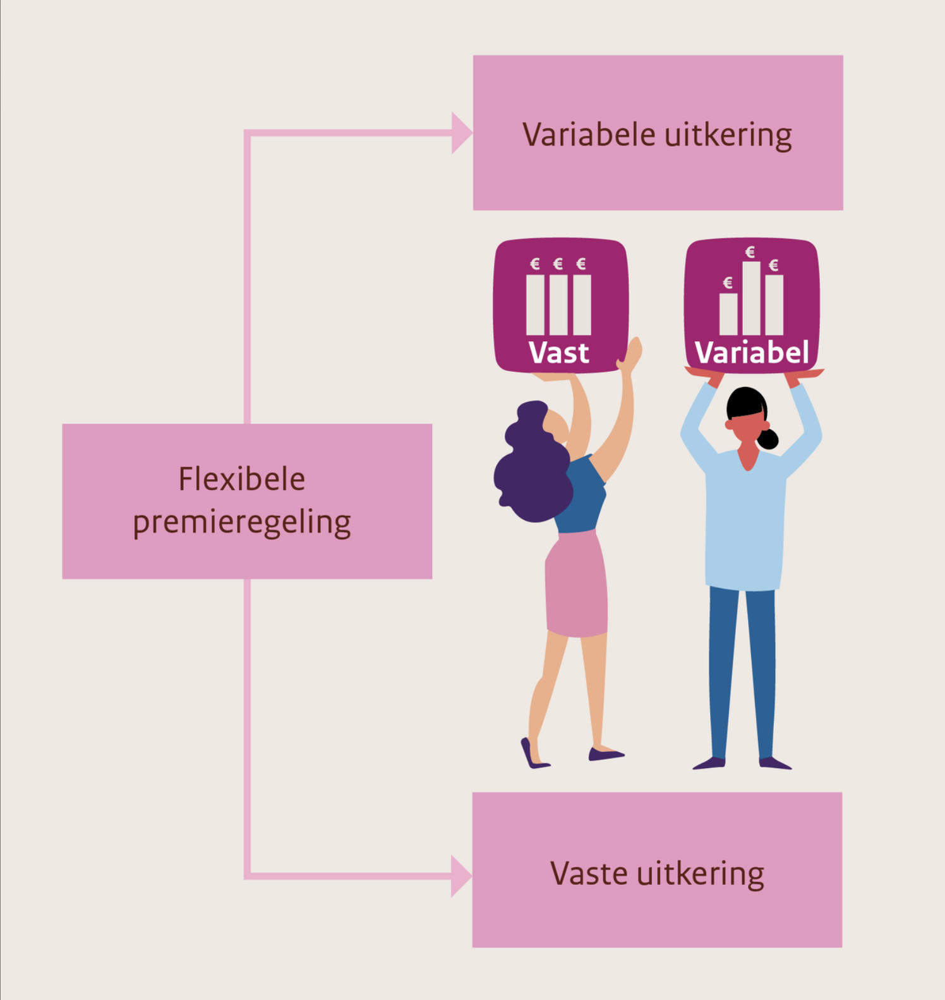 Variabele uitkering
€ € €
Vast
€ € €
Variabel
Flexibele
premieregeling
Vaste uitkering